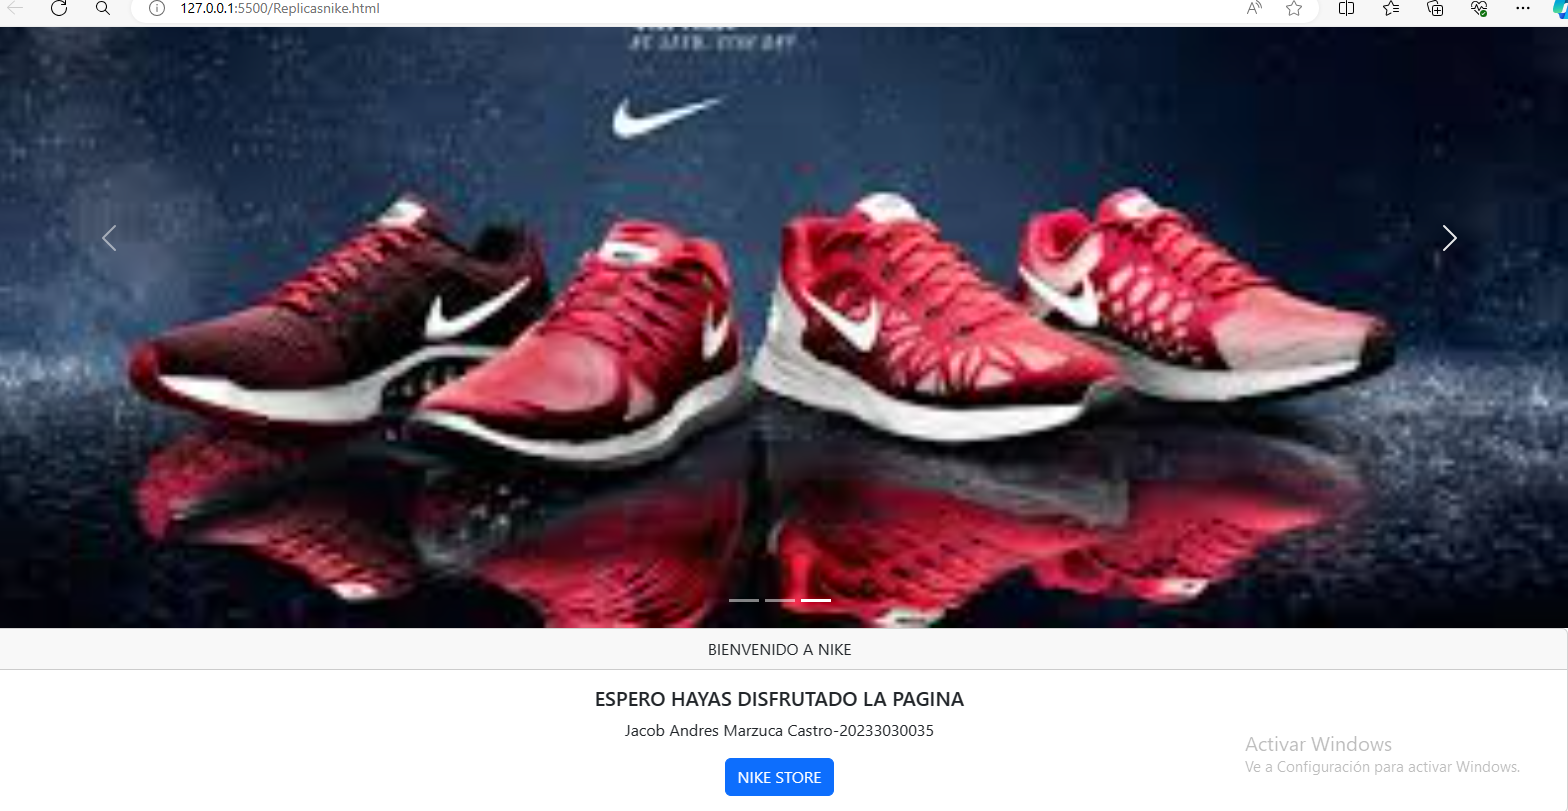 127.0.0.1:5500/Replicasnike.html
BIENVENIDO A NIKE
ESPERO HAYAS DISFRUTADO LA PAGINA
Jacob Andres Marzuca Castro-20233030035
NIKE STORE
Activar Windows
Ve a Configuración para activar Windows.